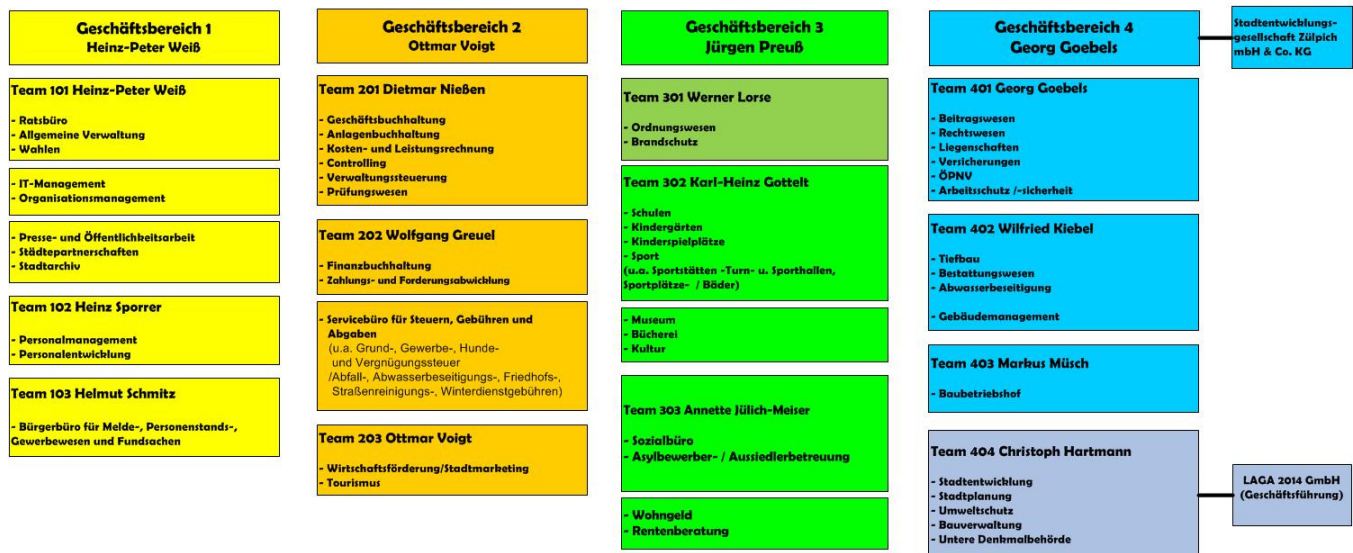 Geschäftsbereich 1
Heinz-Peter Weiß
Team 101 Heinz-Peter Weiß
- Ratsbüro
- Allgemeine Verwaltung
- Wahlen
- IT-Management
- Organisationsmanagement
- Presse- und Öffentlichkeitsarbeit
- Städtepartnerschaften
- Stadtarchiv
Team 102 Heinz Sporrer
- Personalmanagement
- Personalentwicklung
Team 103 Helmut Schmitz
- Bürgerbüro für Melde-, Personenstands-,
Gewerbewesen und Fundsachen
Geschäftsbereich 2
Ottmar Voigt
Team 201 Dietmar Nießen
- Geschäftsbuchhaltung
- Anlagenbuchhaltung
- Kosten- und Leistungsrechnung
- Controlling
- Verwaltungssteuerung
- Prüfungswesen
Team 202 Wolfgang Greuel
- Finanzbuchhaltung
- Zahlungs- und Forderungsabwicklung
- Servicebüro für Steuern, Gebühren und
Abgaben
(u.a. Grund-, Gewerbe-, Hunde-
und Vergnügungssteuer
/Abfall-, Abwasserbeseitigungs-, Friedhofs-,
Straßenreinigungs-, Winterdienstgebühren)
Team 203 Ottmar Voigt
- Wirtschaftsförderung/Stadtmarketing
- Tourismus
Geschäftsbereich 3
Jürgen Preuß
Team 301 Werner Lorse
- Ordnungswesen
- Brandschutz
Team 302 Karl-Heinz Gottelt
- Schulen
- Kindergärten
- Kinderspielplätze
- Sport
(u.a. Sportstätten -Turn- u. Sporthallen,
Sportplätze- / Bäder)
- Museum
- Bücherei
- Kultur
Team 303 Annette Jülich-Meiser
- Sozialbüro
- Asylbewerber- / Aussiedlerbetreuung
- Wohngeld
- Rentenberatung
Geschäftsbereich 4
Georg Goebels
Team 401 Georg Goebels
- Beitragswesen
- Rechtswesen
- Liegenschaften
- Versicherungen
- ÖPNV
- Arbeitsschutz /-sicherheit
Team 402 Wilfried Kiebel
- Tiefbau
- Bestattungswesen
- Abwasserbeseitigung
- Gebäudemanagement
Team 403 Markus Müsch
- Baubetriebshof
Team 404 Christoph Hartmann
- Stadtentwicklung
- Stadtplanung
- Umweltschutz
- Bauverwaltung
- Untere Denkmalbehörde
Stadtentwicklungs-
gesellschaft Zülpich
mbH & Co. KG
LAGA 2014 GmbH
(Geschäftsführung)